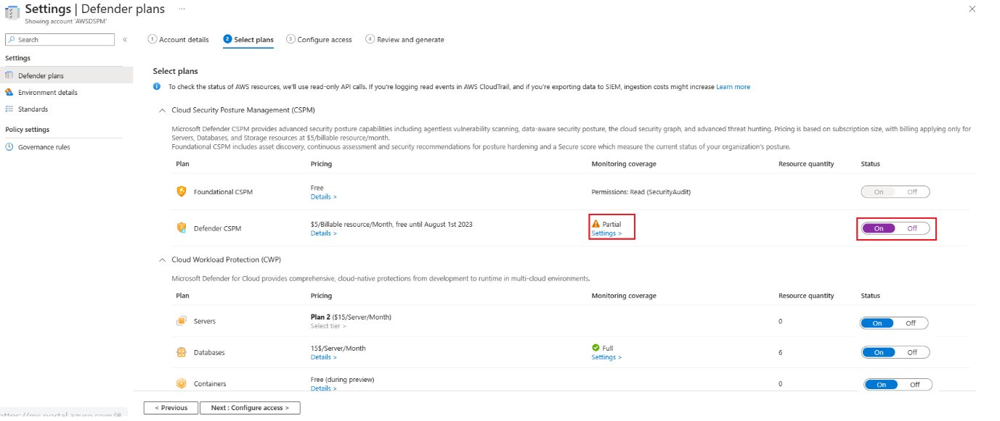 Settings | Defender plans ...
Showing account 'AWSDSPM'
Search
«
Settings
Defender plans
Environment details
Standards
Policy settings
Governance rules
1 Account details
2 Select plans
3 Configure access
4 Review and generate
Select plans
To check the status of AWS resources, we'll use read-only API calls. If you're logging read events in AWS CloudTrail, and if you're exporting data to SIEM, ingestion costs might increase Learn more
Cloud Security Posture Management (CSPM)
Microsoft Defender CSPM provides advanced security posture capabilities including agentless vulnerability scanning, data-aware security posture, the cloud security graph, and advanced threat hunting. Pricing is based on subscription size, with billing applying only for
Servers, Databases, and Storage resources at $5/billable resource/month.
Foundational CSPM includes asset discovery, continuous assessment and security recommendations for posture hardening and a Secure score which measure the current status of your organization's posture.
Plan Pricing Monitoring coverage Resource quantity Status
Foundational CSPM Free Permissions: Read (SecurityAudit) On Off
Details >
Defender CSPM $5/Billable resource/Month, free until August 1st 2023 Partial On Off
Details > Settings >
Cloud Workload Protection (CWP)
Microsoft Defender for Cloud provides comprehensive, cloud-native protections from development to runtime in multi-cloud environments.
Plan Pricing Monitoring coverage Resource quantity Status
Servers Plan 2 ($15/Server/Month) 0 On Off
Select tier >
Databases 15$/Server/Month Full 6 On Off
Details > Settings >
Containers Free (during preview) 0 On Off
Details >
< Previous
Next : Configure access >
https://ms.portal.azure.com/#